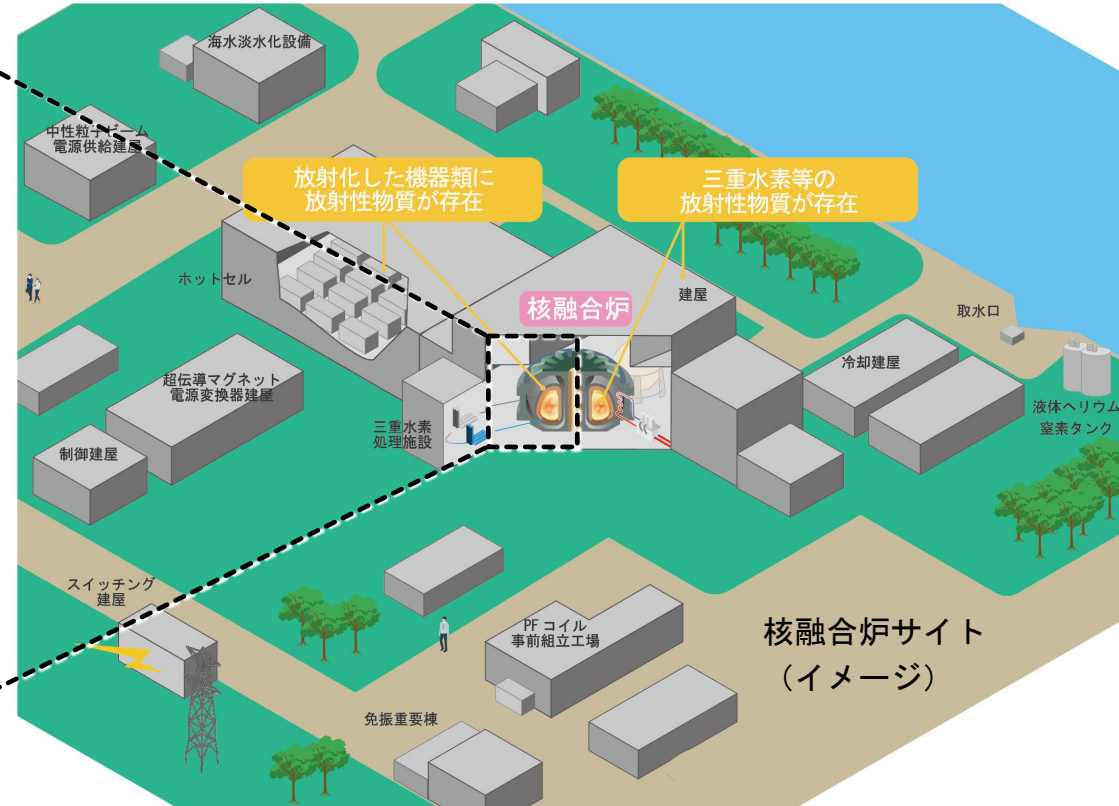 海水淡水化設備
中性粒子ビーム
電源供給建屋
放射化した機器類に
放射性物質が存在
三重水素等の
放射性物質が存在
ホットセル
核融合炉
建屋
取水口
冷却建屋
液体ヘリウム
窒素タンク
超伝導マグネット
電源変換器建屋
三重水素
処理施設
制御建屋
スイッチング
建屋
PFコイル
事前組立工場
免振重要棟
核融合炉サイト
（イメージ）